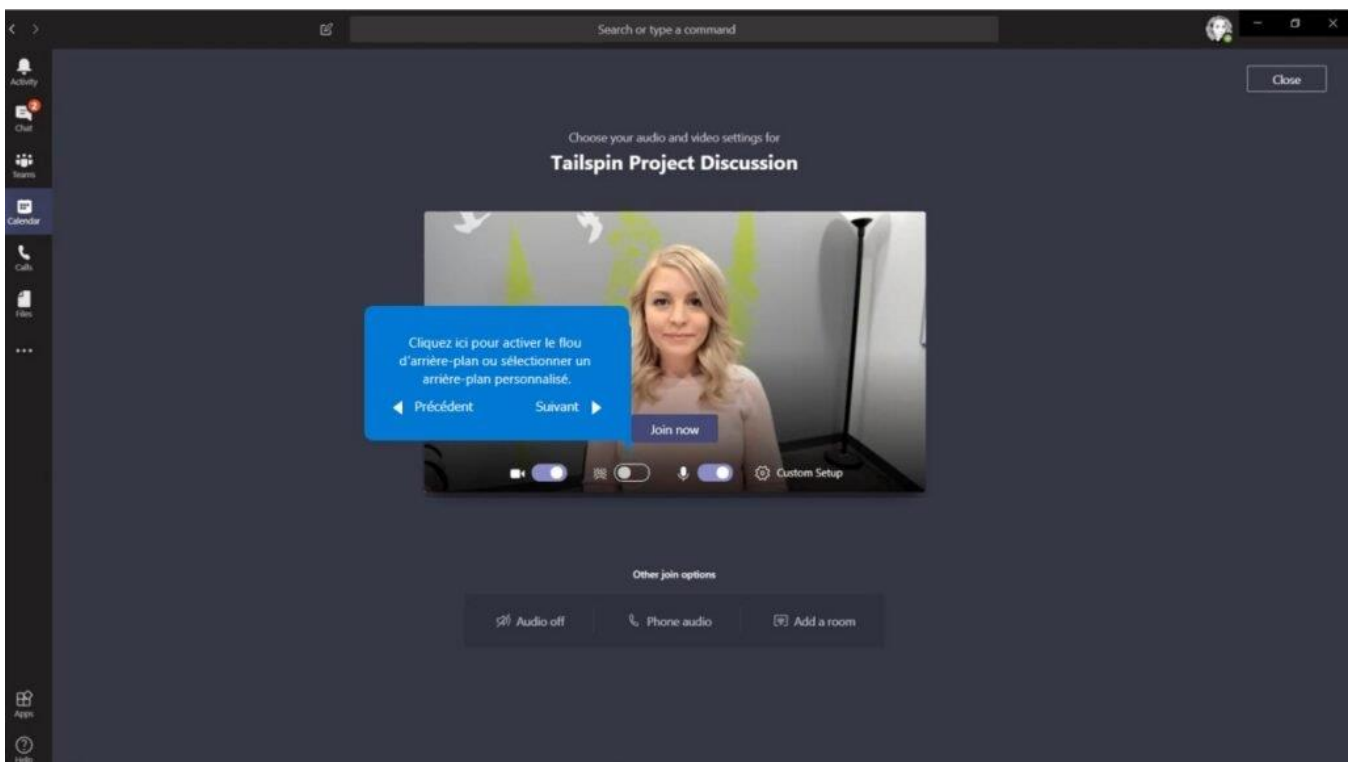 Search or type a command
Activity
2
Chat
Teams
Calendar
Calls
Files
Close
Choose your audio and video settings for
Tailspin Project Discussion
Cliquez ici pour activer le flou
d'arrière-plan ou sélectionner un
arrière-plan personnalisé.
Précédent Suivant
Join now
Custom Setup
Other join options
Audio off Phone audio Add a room
Apps